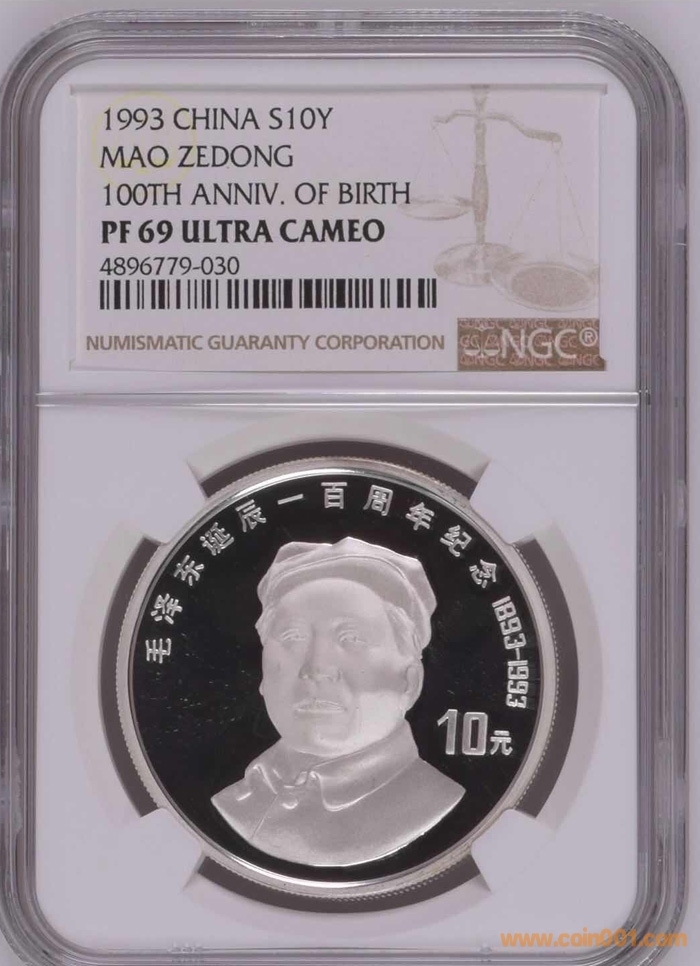 1993 CHINA S10Y
MAO ZEDONG
100TH ANNIV. OF BIRTH
PF 69 ULTRA CAMEO
4896779-030
NUMISMATIC GUARANTY CORPORATION
NGC®
毛泽东诞辰一百周年纪念 1893-1993
10元
www.coin001.com